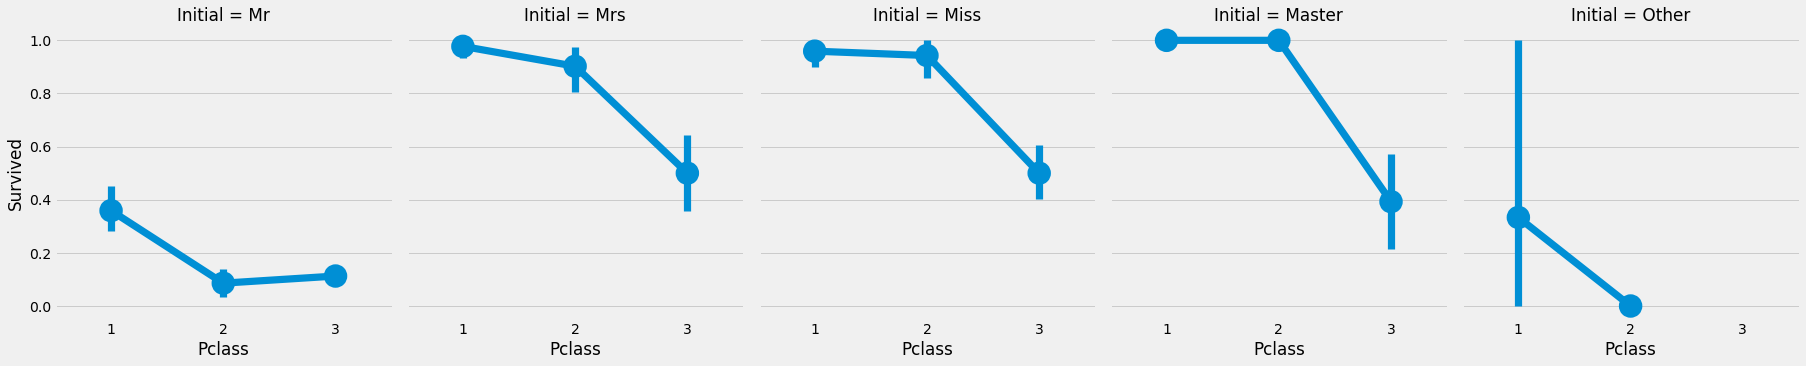 Initial = Mr
Initial = Mrs
Initial = Miss
Initial = Master
Initial = Other
Survived
1.0
0.8
0.6
0.4
0.2
0.0
1 2 3
1 2 3
1 2 3
1 2 3
1 2 3
Pclass
Pclass
Pclass
Pclass
Pclass